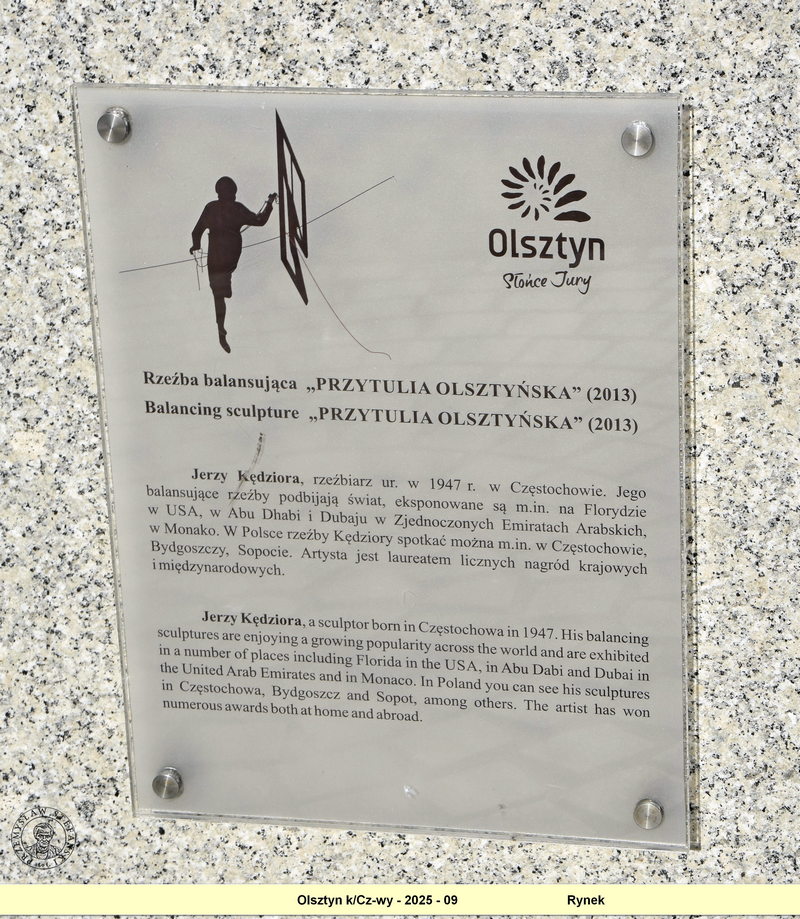 Olsztyn
Słońce Jury
Rzeźba balansująca „PRZYTULIA OLSZTYŃSKA” (2013)
Balancing sculpture „PRZYTULIA OLSZTYŃSKA” (2013)
Jerzy Kędziora, rzeźbiarz ur. w 1947 r. w Częstochowie. Jego
balansujące rzeźby podbijają świat, eksponowane są m.in. na Florydzie
w USA, w Abu Dhabi i Dubaju w Zjednoczonych Emiratach Arabskich,
w Monako. W Polsce rzeźby Kędziory spotkać można m.in. w Częstochowie,
Bydgoszczy, Sopocie. Artysta jest laureatem licznych nagród krajowych
i międzynarodowych.
Jerzy Kędziora, a sculptor born in Częstochowa in 1947. His balancing
sculptures are enjoying a growing popularity across the world and are exhibited
in a number of places including Florida in the USA, in Abu Dabi and Dubai in
the United Arab Emirates and in Monaco. In Poland you can see his sculptures
in Częstochowa, Bydgoszcz and Sopot, among others. The artist has won
numerous awards both at home and abroad.
Olsztyn k/Cz-wy - 2025 - 09 Rynek